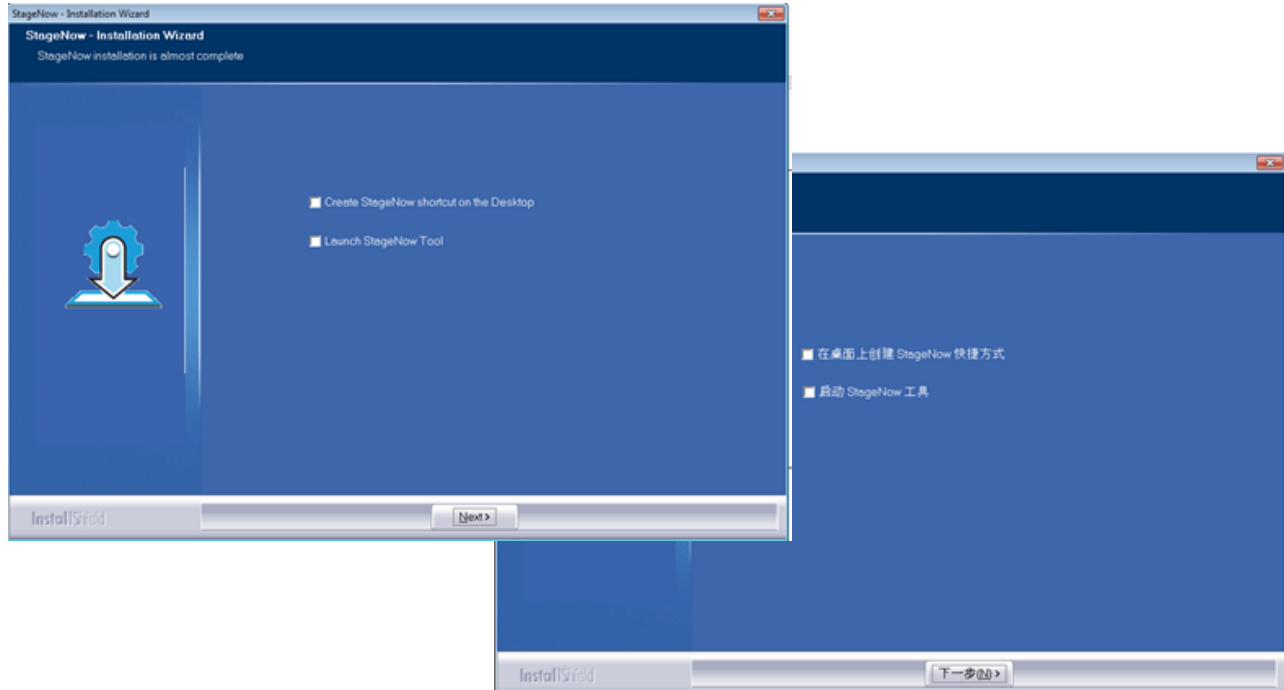 StageNow - Installation Wizard
StageNow - Installation Wizard
StageNow installation is almost complete
Create StageNow shortcut on the Desktop
Launch StageNow Tool
InstallShield
Next >
在桌面上创建 StageNow 快捷方式
启动 StageNow 工具
InstallShield
下一步(N) >